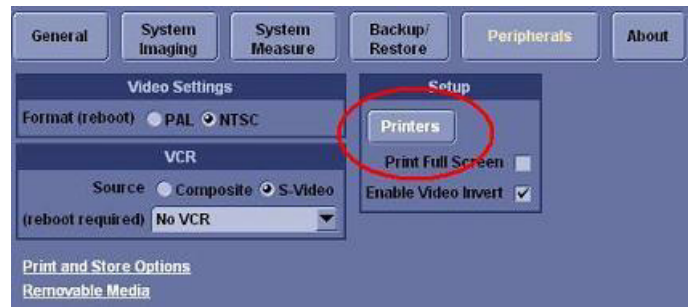 General
System
Imaging
System
Measure
Backup/
Restore
Peripherals
About
Video Settings
Format (reboot) PAL NTSC
VCR
Source Composite S-Video
(reboot required) No VCR
Setup
Printers
Print Full Screen
Enable Video Invert
Print and Store Options
Removable Media